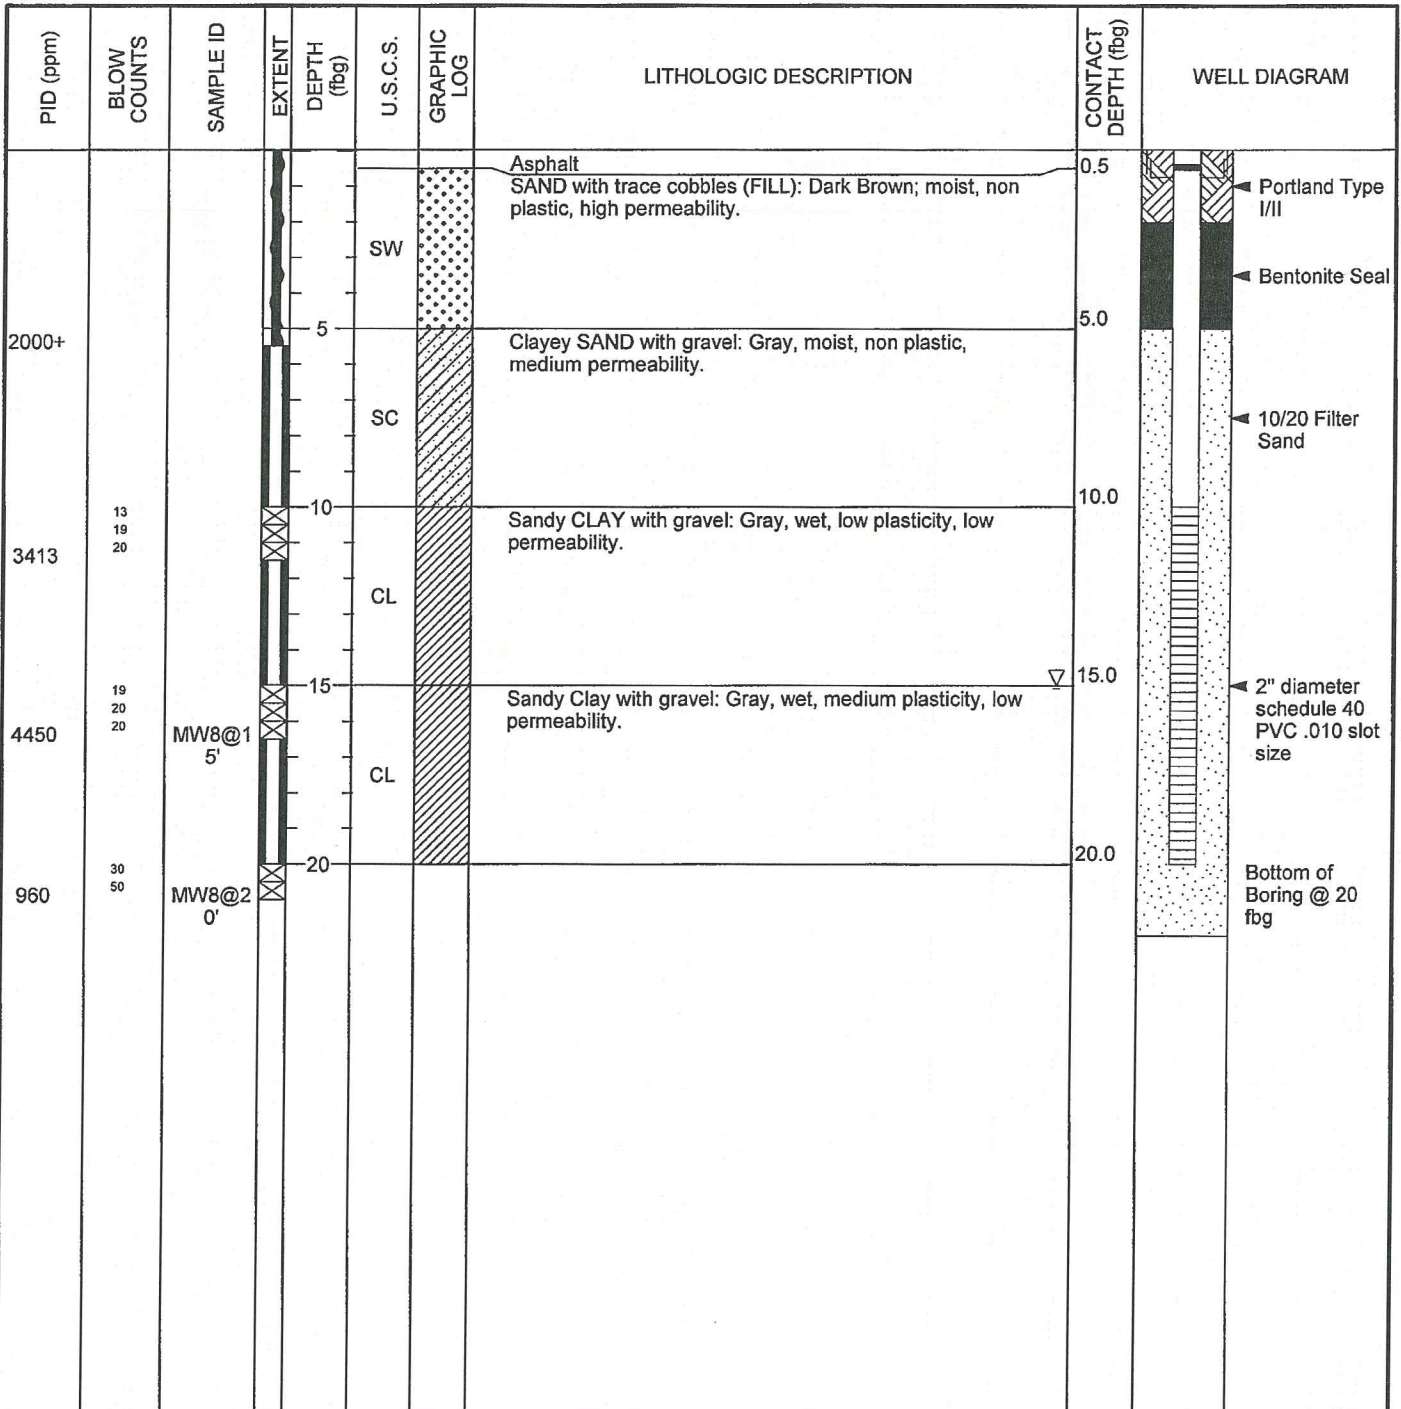 PID (ppm)
BLOW
COUNTS
SAMPLE ID
EXTENT
DEPTH
(fbg)
U.S.C.S.
GRAPHIC
LOG
LITHOLOGIC DESCRIPTION
CONTACT
DEPTH (fbg)
WELL DIAGRAM
Asphalt
0.5
SAND with trace cobbles (FILL): Dark Brown; moist, non
plastic, high permeability.
Portland Type
I/II
SW
Bentonite Seal
5.0
5
2000+
Clayey SAND with gravel: Gray, moist, non plastic,
medium permeability.
SC
10/20 Filter
Sand
10.0
10
13
19
20
3413
Sandy CLAY with gravel: Gray, wet, low plasticity, low
permeability.
CL
15.0
15
19
20
20
4450
MW8@1
5'
Sandy Clay with gravel: Gray, wet, medium plasticity, low
permeability.
2" diameter
schedule 40
PVC .010 slot
size
CL
20.0
20
30
50
960
MW8@2
0'
Bottom of
Boring @ 20
fbg